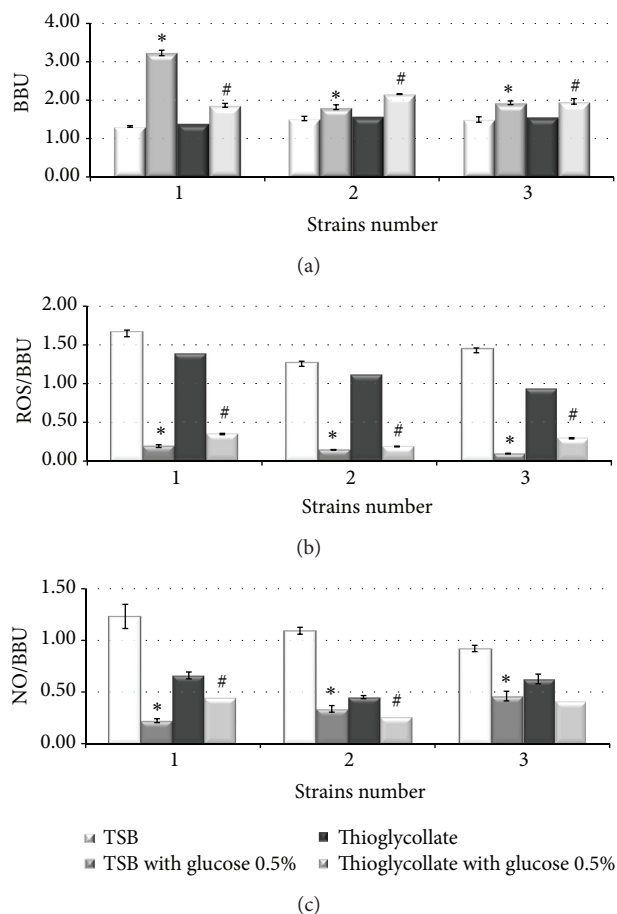 4.00
3.00
2.00
1.00
0.00
BBU
*
#
*
#
*
#
1 2 3
Strains number
(a)
2.00
1.50
1.00
0.50
0.00
ROS/BBU
*
#
*
#
*
#
1 2 3
Strains number
(b)
1.50
1.00
0.50
0.00
NO/BBU
*
#
*
#
*
1 2 3
Strains number
TSB
TSB with glucose 0.5%
Thioglycollate
Thioglycollate with glucose 0.5%
(c)